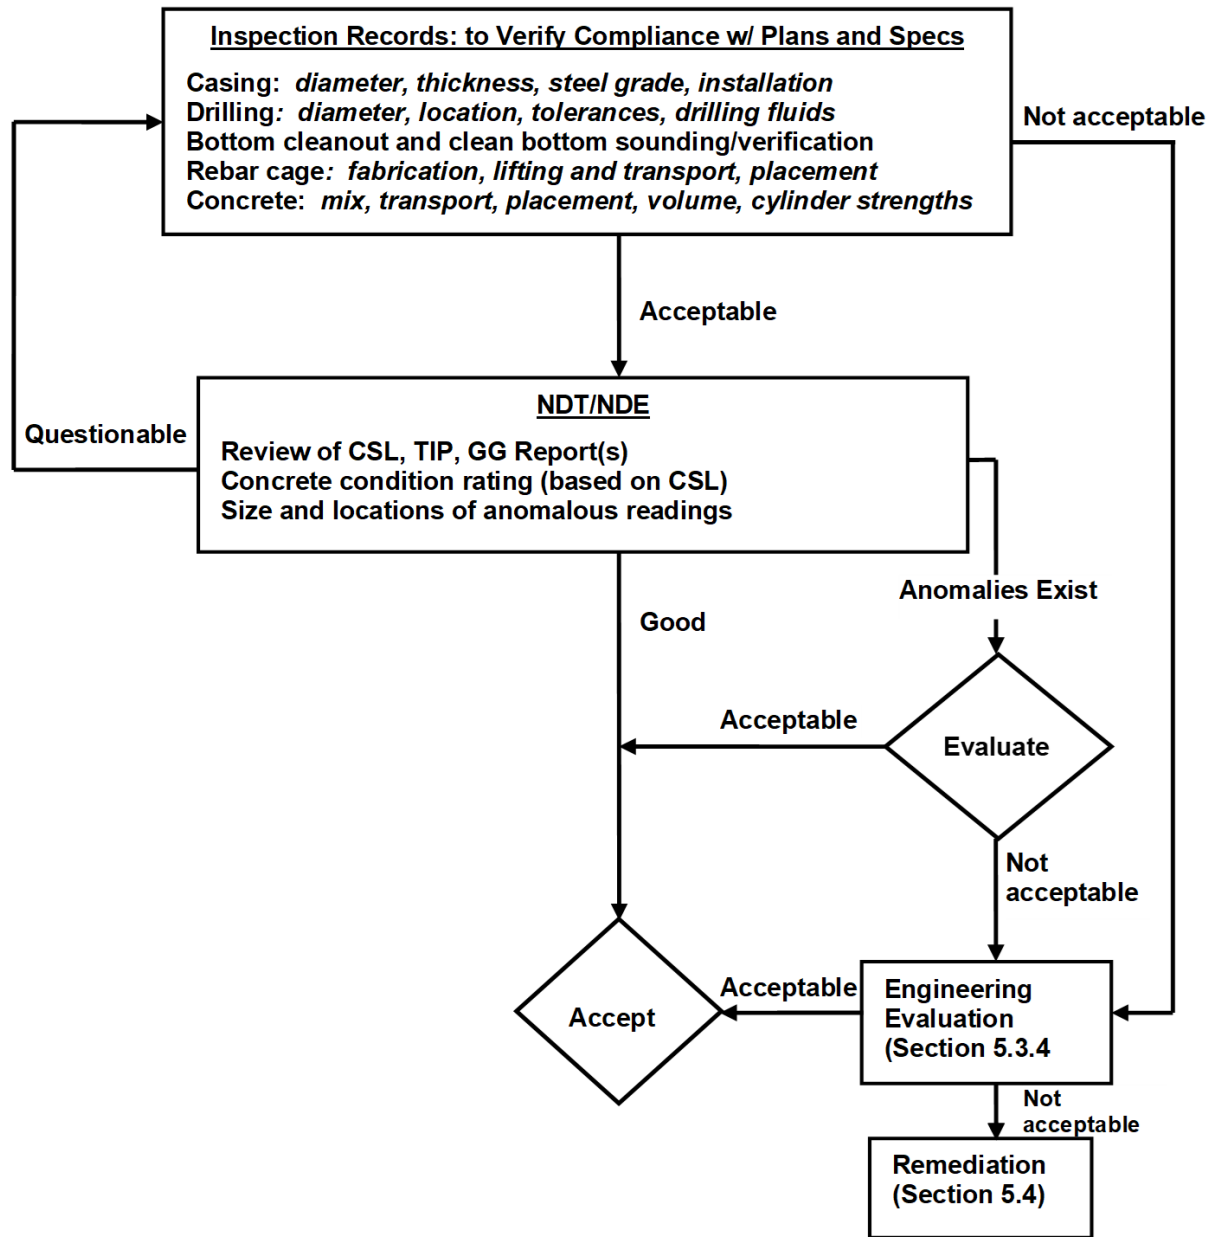 Inspection Records: to Verify Compliance w/ Plans and Specs
Casing: diameter, thickness, steel grade, installation
Drilling: diameter, location, tolerances, drilling fluids
Bottom cleanout and clean bottom sounding/verification
Rebar cage: fabrication, lifting and transport, placement
Concrete: mix, transport, placement, volume, cylinder strengths
Not acceptable
Acceptable
NDT/NDE
Review of CSL, TIP, GG Report(s)
Concrete condition rating (based on CSL)
Size and locations of anomalous readings
Questionable
Anomalies Exist
Good
Acceptable
Evaluate
Not
acceptable
Accept
Acceptable
Engineering
Evaluation
(Section 5.3.4
Not
acceptable
Remediation
(Section 5.4)